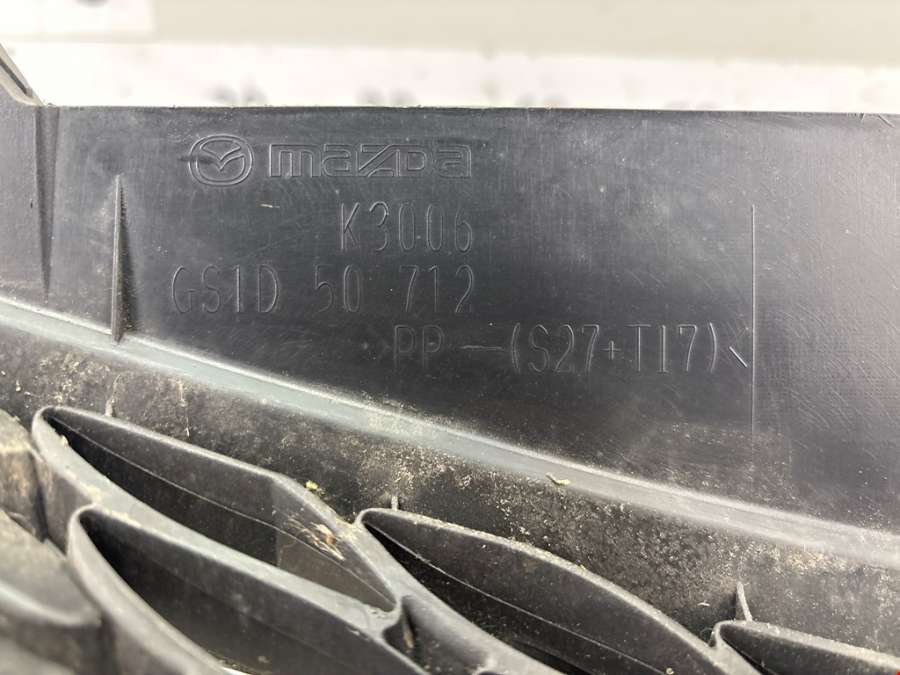 mazda
K3006
GS1D 50 712
>PP-(S27+T17)<